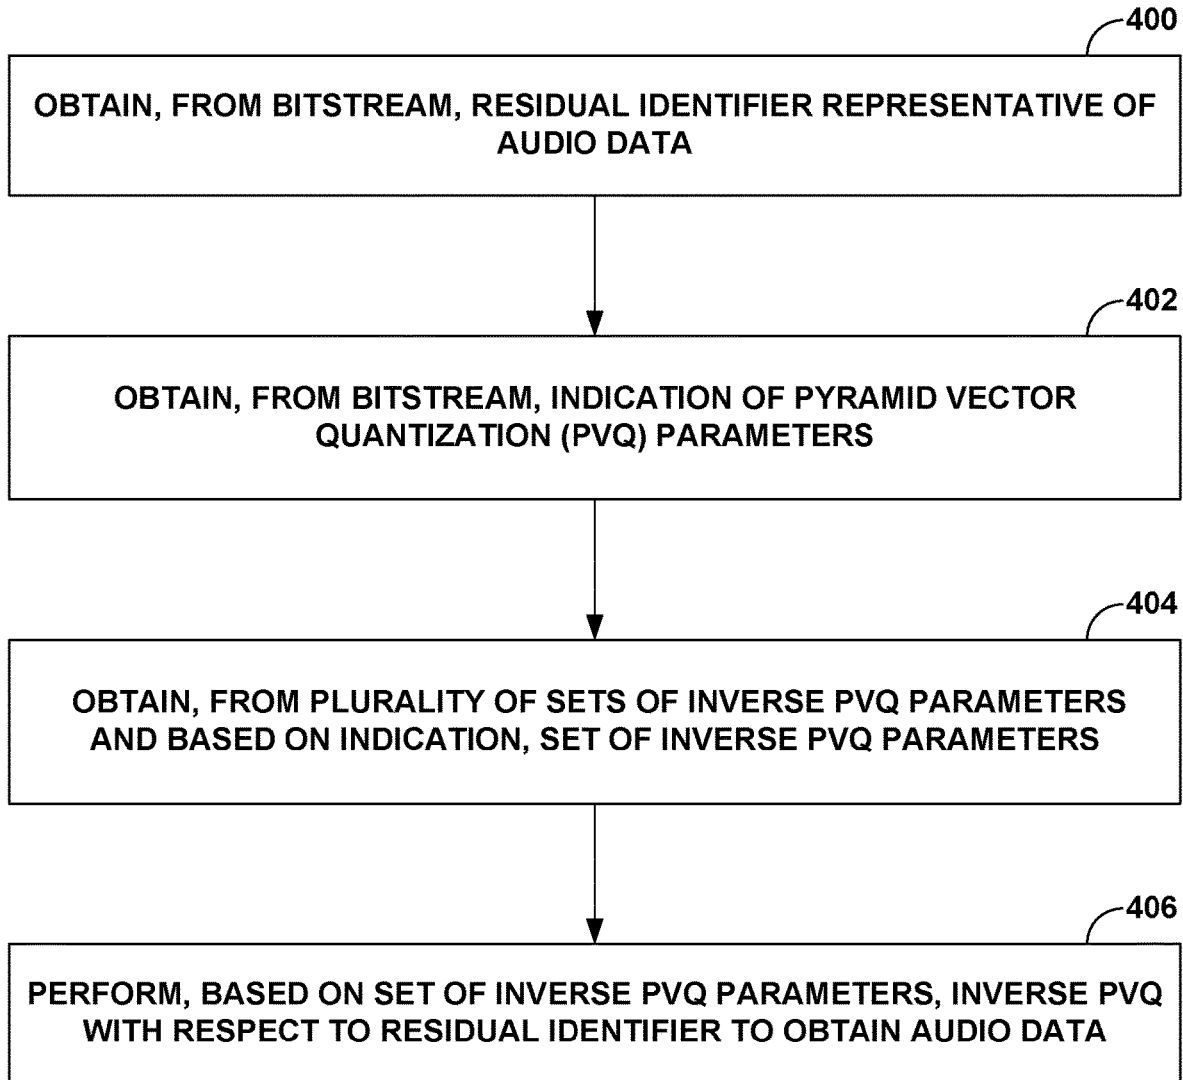 400
OBTAIN, FROM BITSTREAM, RESIDUAL IDENTIFIER REPRESENTATIVE OF
AUDIO DATA
402
OBTAIN, FROM BITSTREAM, INDICATION OF PYRAMID VECTOR
QUANTIZATION (PVQ) PARAMETERS
404
OBTAIN, FROM PLURALITY OF SETS OF INVERSE PVQ PARAMETERS
AND BASED ON INDICATION, SET OF INVERSE PVQ PARAMETERS
406
PERFORM, BASED ON SET OF INVERSE PVQ PARAMETERS, INVERSE PVQ
WITH RESPECT TO RESIDUAL IDENTIFIER TO OBTAIN AUDIO DATA